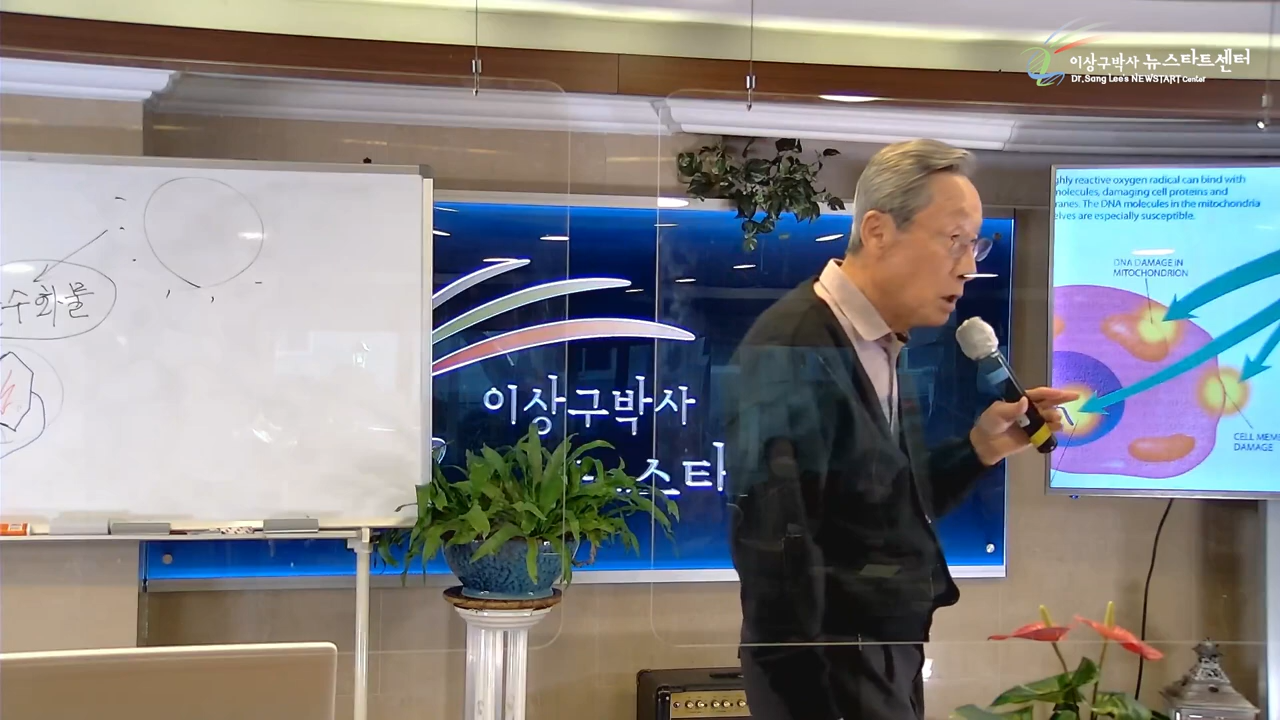 이상구박사 뉴스타트센터
Dr. Sang Lee's NEWSTART Center
수화물
이상구박사
스타
ghly reactive oxygen radical can bind with
molecules, damaging cell proteins and
ranes. The DNA molecules in the mitochondria
elves are especially susceptible.
DNA DAMAGE IN
MITOCHONDRION
CELL MEM
DAMAGE